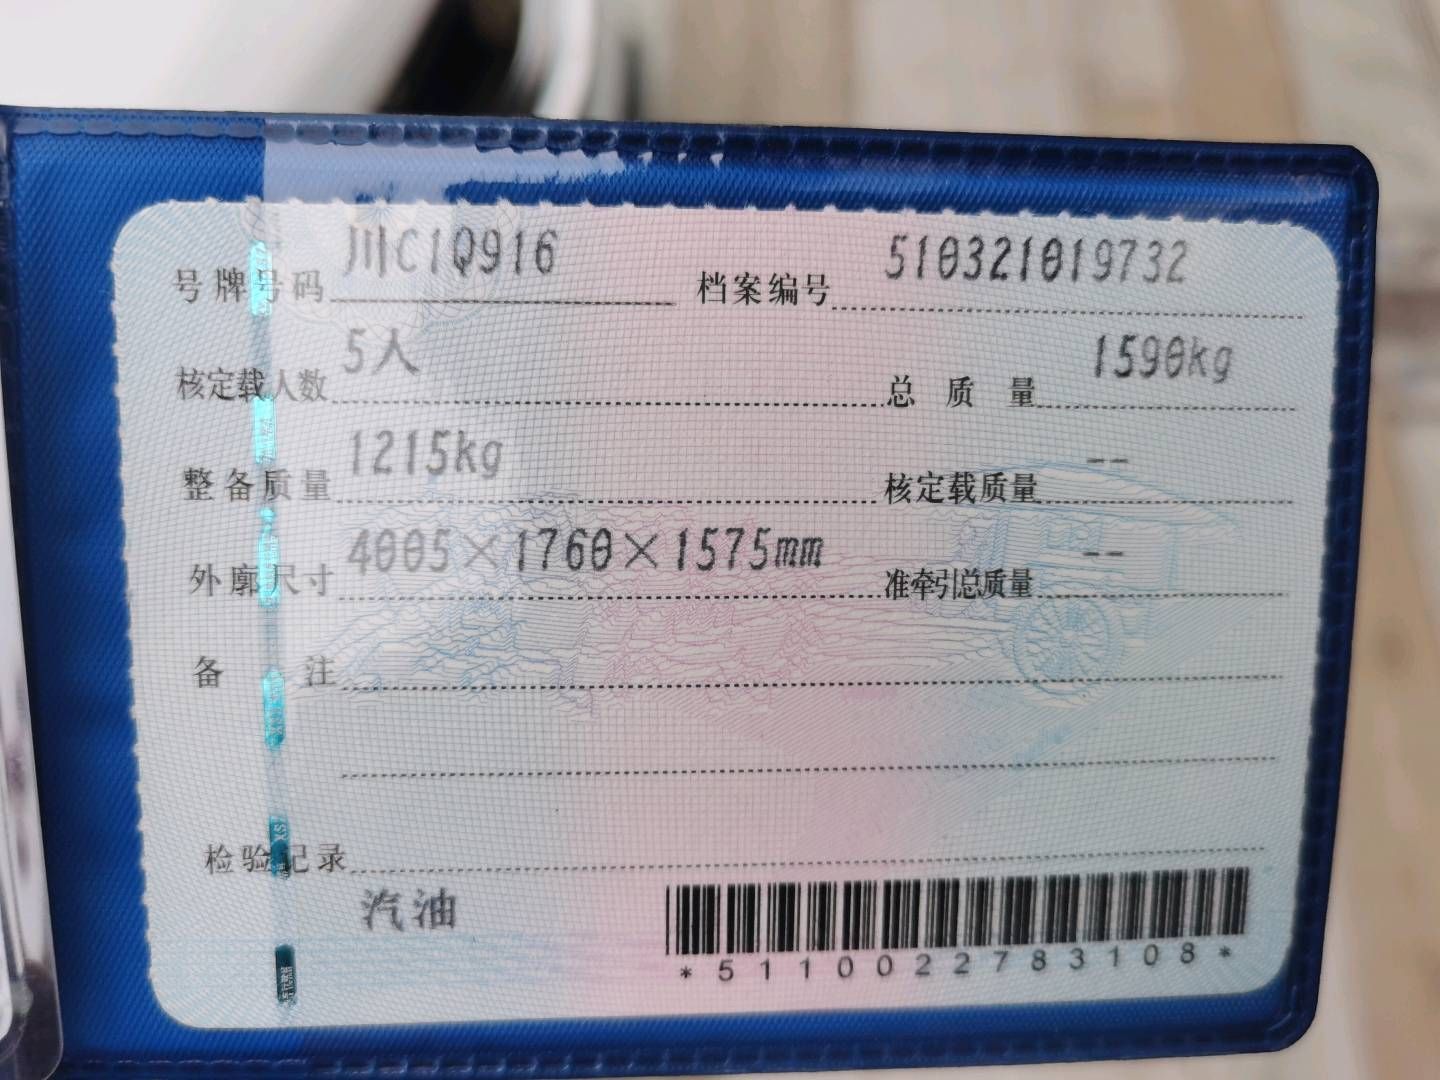 号牌号码 川C1Q916 档案编号 510321019732
核定载人数 5人 总质量 1590kg
整备质量 1215kg 核定载质量 --
外廓尺寸 4005×1760×1575mm 准牵引总质量 --
备注
检验记录
汽油
*5110022783108*